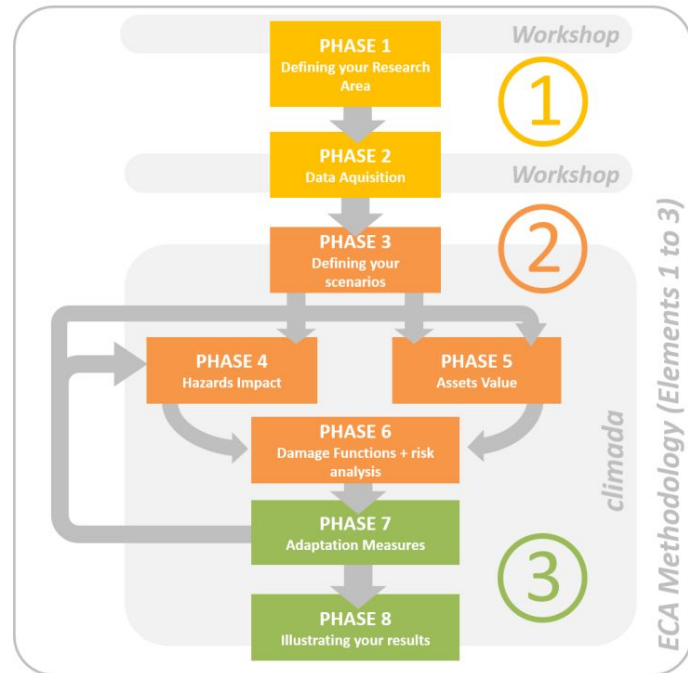 PHASE 1
Workshop
Defining your Research
Area
1
PHASE 2
Data Aquisition
Workshop
2
PHASE 3
Defining your
scenarios
PHASE 4
Hazards Impact
PHASE 5
Assets Value
PHASE 6
Damage Functions + risk
analysis
PHASE 7
Adaptation Measures
3
PHASE 8
Illustrating your results
climada
ECA Methodology (Elements 1 to 3)